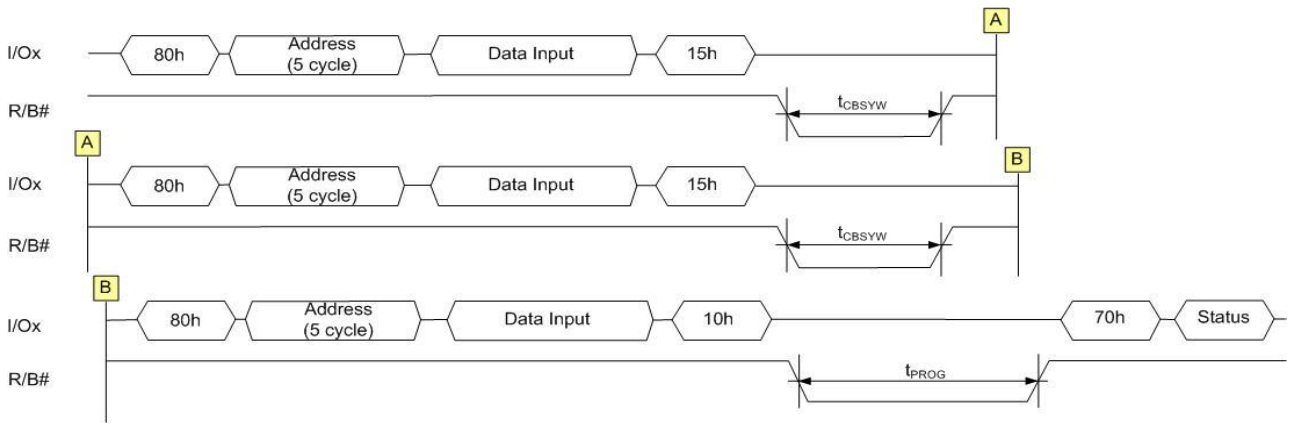 A
I/Ox 80h Address (5 cycle) Data Input 15h
R/B# tCBSYW
A B
I/Ox 80h Address (5 cycle) Data Input 15h
R/B# tCBSYW
B
I/Ox 80h Address (5 cycle) Data Input 10h 70h Status
R/B# tPROG